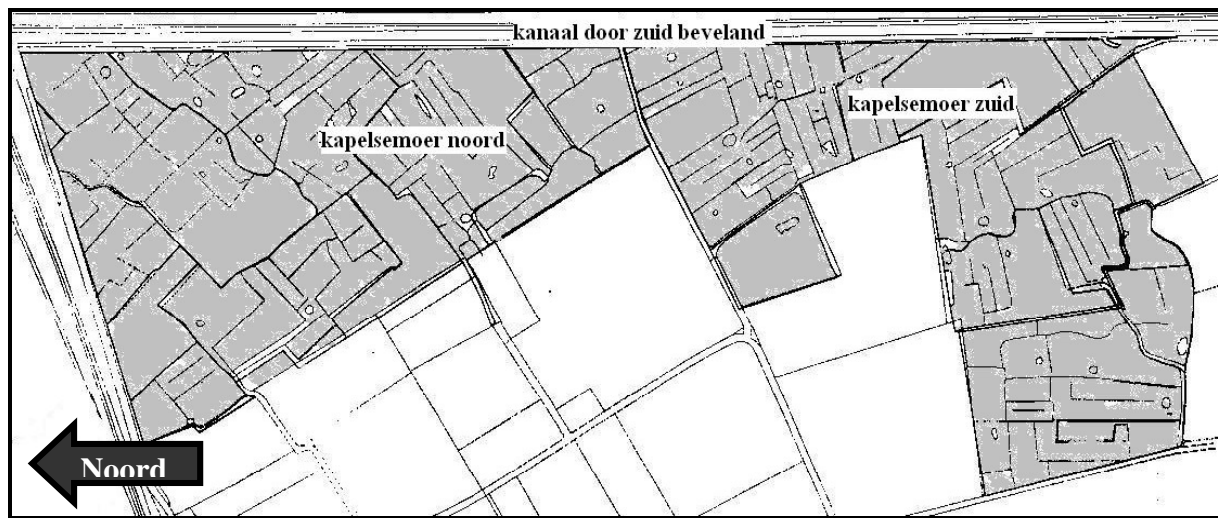 kanaal door zuid beveland
kapelsemoer zuid
kapelsemoer noord
Noord